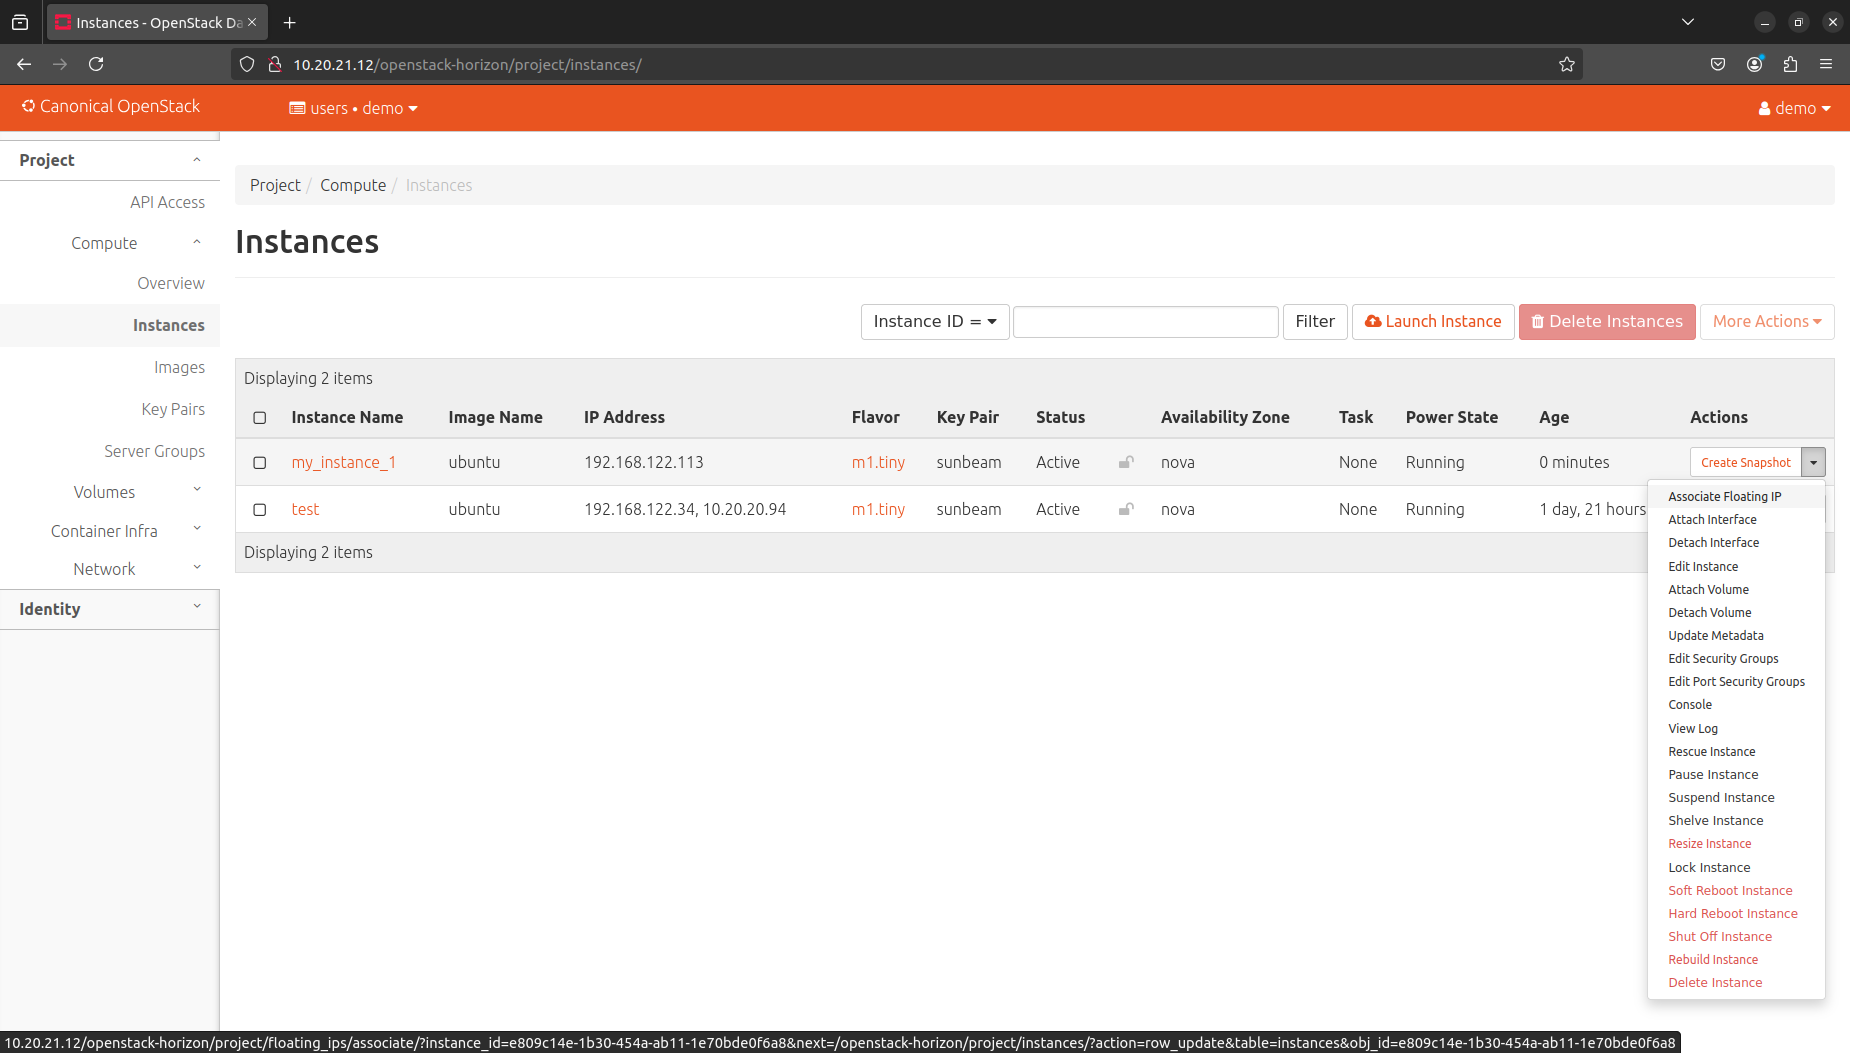 Instances - OpenStack Da
10.20.21.12/openstack-horizon/project/instances/
Canonical OpenStack
users • demo
demo
Project
API Access
Compute
Overview
Instances
Images
Key Pairs
Server Groups
Volumes
Container Infra
Network
Identity
Project / Compute / Instances
Instances
Instance ID = Filter Launch Instance Delete Instances More Actions
Displaying 2 items
Instance Name Image Name IP Address Flavor Key Pair Status Availability Zone Task Power State Age Actions
my_instance_1 ubuntu 192.168.122.113 m1.tiny sunbeam Active nova None Running 0 minutes Create Snapshot
test ubuntu 192.168.122.34, 10.20.20.94 m1.tiny sunbeam Active nova None Running 1 day, 21 hours
Displaying 2 items
Associate Floating IP
Attach Interface
Detach Interface
Edit Instance
Attach Volume
Detach Volume
Update Metadata
Edit Security Groups
Edit Port Security Groups
Console
View Log
Rescue Instance
Pause Instance
Suspend Instance
Shelve Instance
Resize Instance
Lock Instance
Soft Reboot Instance
Hard Reboot Instance
Shut Off Instance
Rebuild Instance
Delete Instance
10.20.21.12/openstack-horizon/project/floating_ips/associate/?instance_id=e809c14e-1b30-454a-ab11-1e70bde0f6a8&next=/openstack-horizon/project/instances/?action=row_update&table=instances&obj_id=e809c14e-1b30-454a-ab11-1e70bde0f6a8